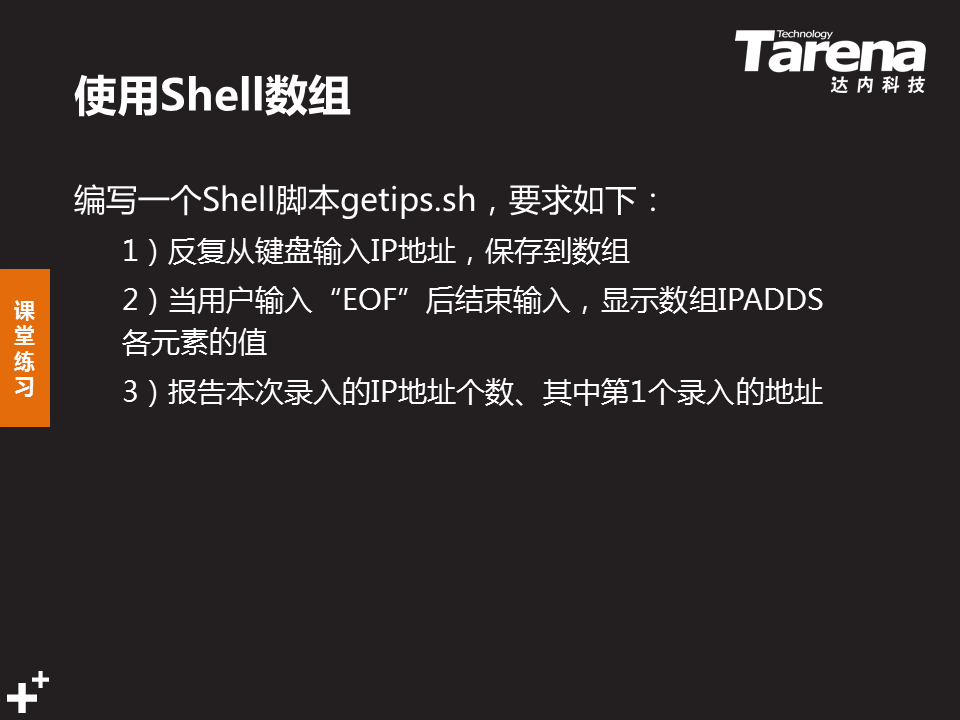 Technology
Tarena
达内科技
使用Shell数组
编写一个Shell脚本getips.sh，要求如下：
1）反复从键盘输入IP地址，保存到数组
2）当用户输入“EOF”后结束输入，显示数组IPADDS
各元素的值
3）报告本次录入的IP地址个数、其中第1个录入的地址
课
堂
练
习